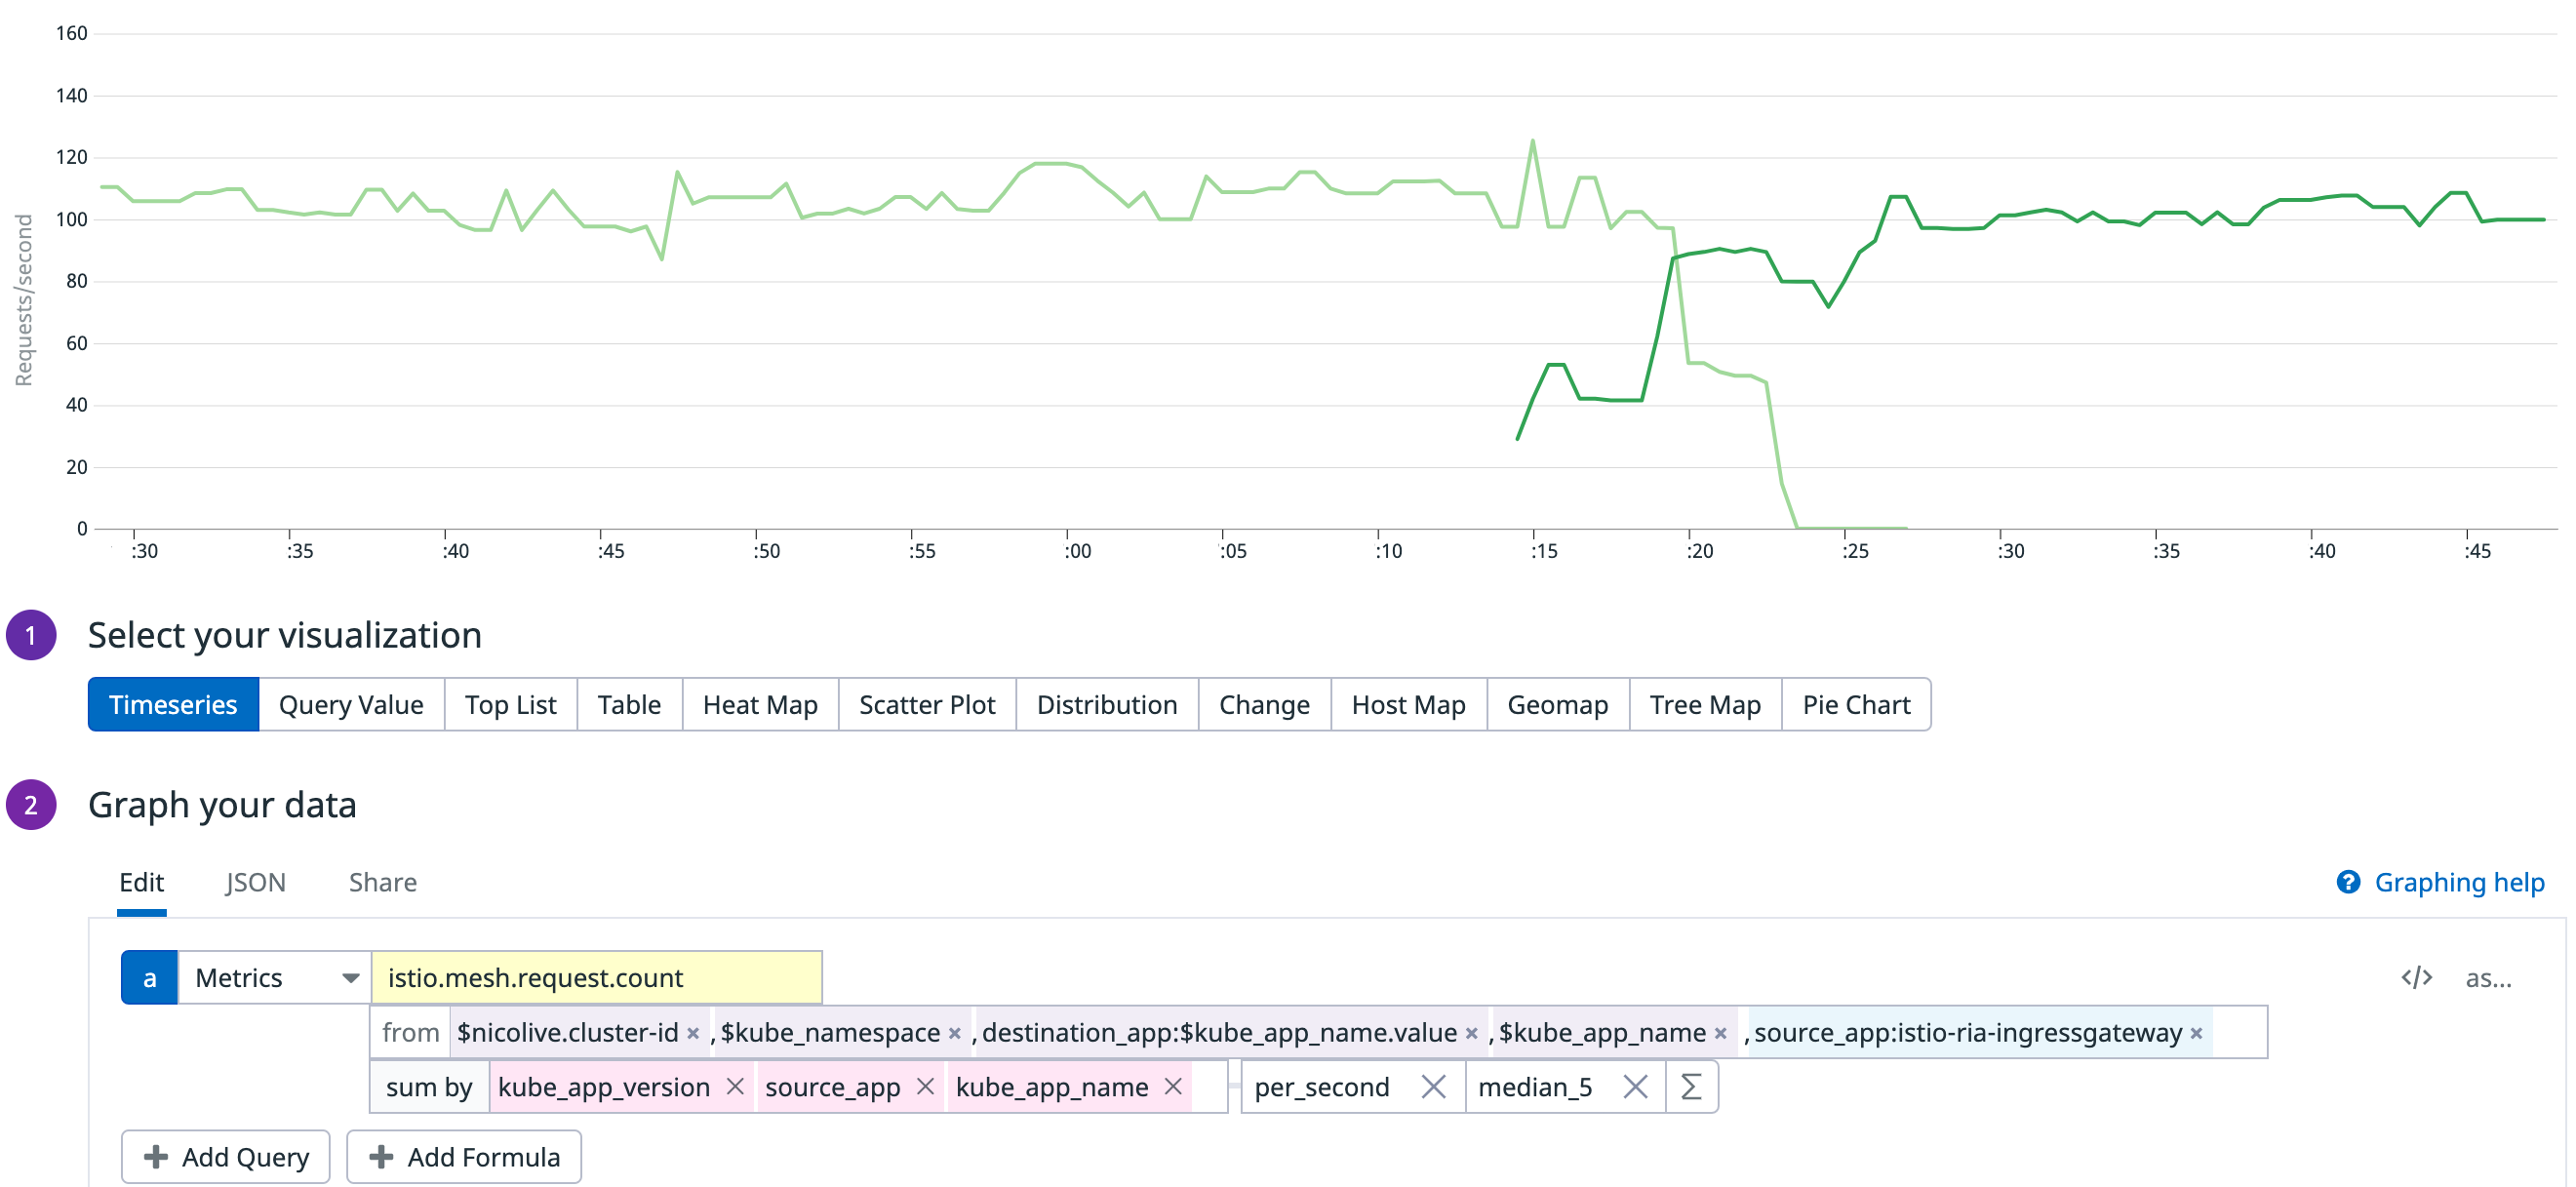 160
140
120
100
80
60
40
20
0
Requests/second
:30 :35 :40 :45 :50 :55 :00 :05 :10 :15 :20 :25 :30 :35 :40 :45
1 Select your visualization
Timeseries Query Value Top List Table Heat Map Scatter Plot Distribution Change Host Map Geomap Tree Map Pie Chart
2 Graph your data
Edit JSON Share ? Graphing help
a Metrics istio.mesh.request.count </> as...
from $nicolive.cluster-id × , $kube_namespace × , destination_app:$kube_app_name.value × , $kube_app_name × , source_app:istio-ria-ingressgateway ×
sum by kube_app_version × source_app × kube_app_name × per_second × median_5 × Σ
+ Add Query + Add Formula